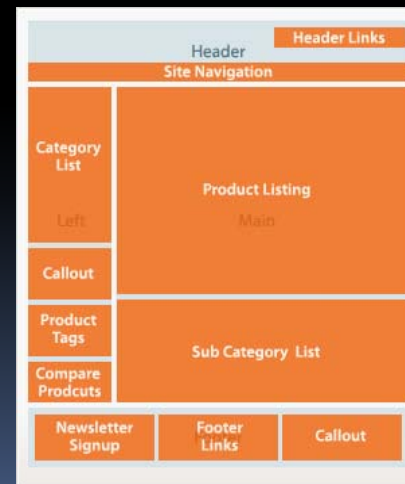 Header Links
Header
Site Navigation
Category
List
Product Listing
Left
Main
Callout
Product
Tags
Sub Category List
Compare
Prodcuts
Newsletter
Signup
Footer
Links
Callout